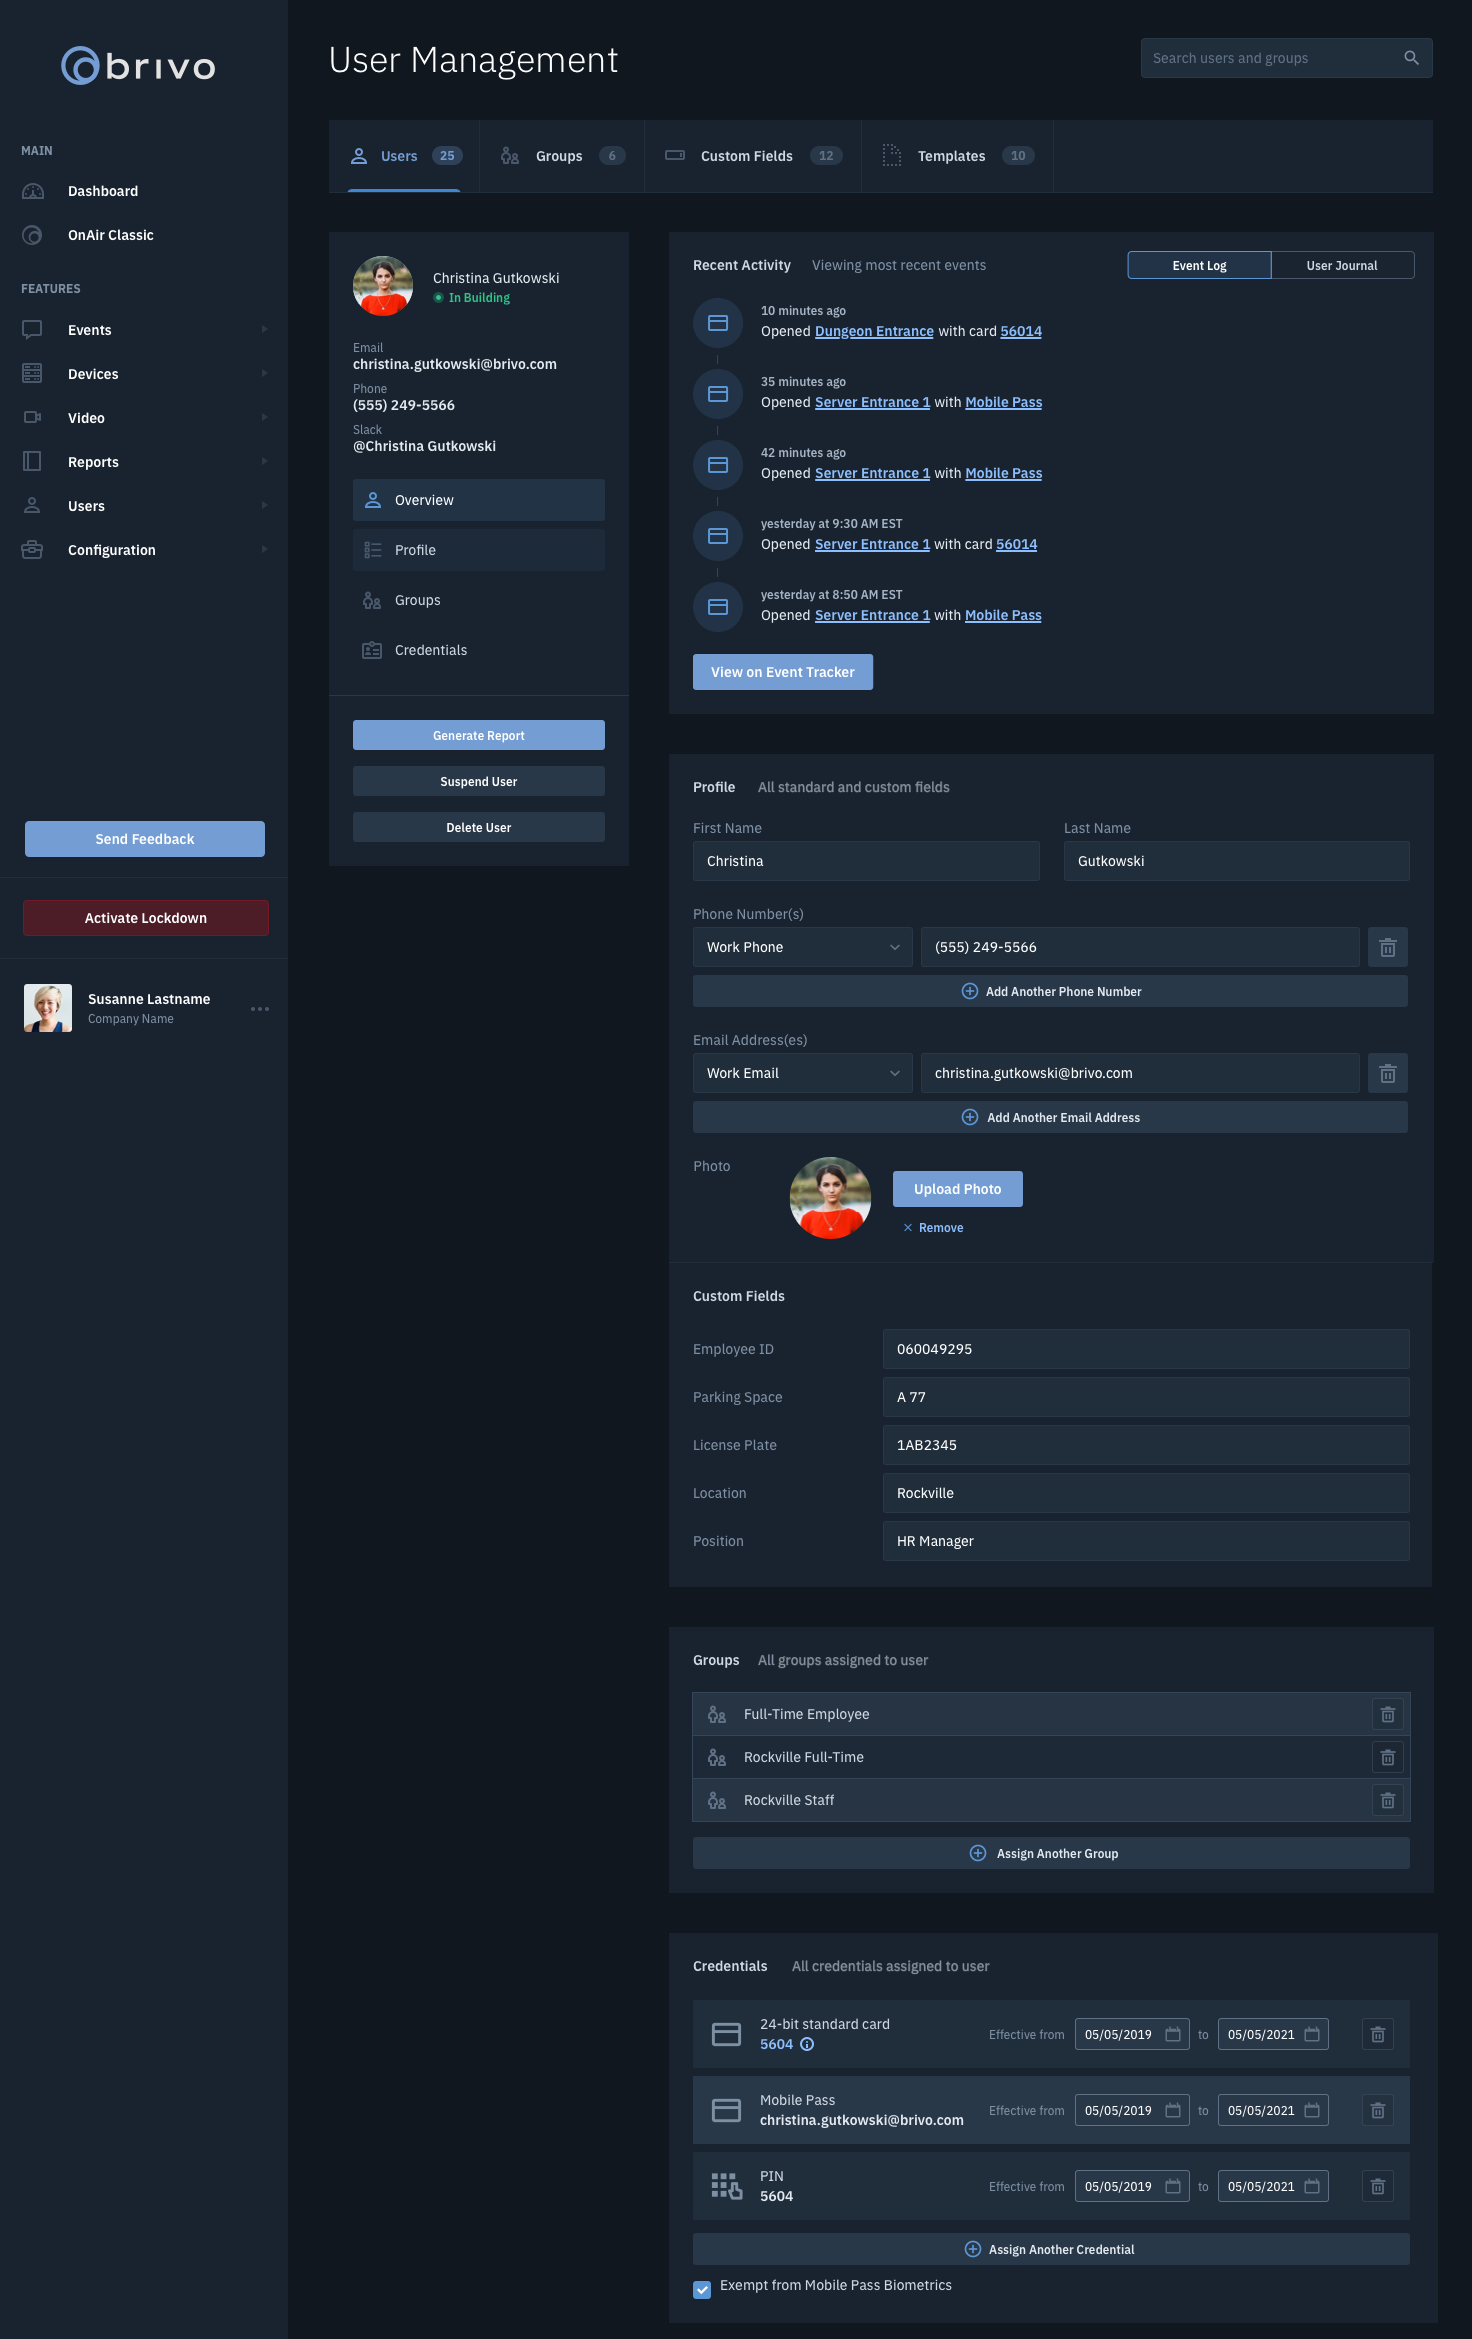 brivo
MAIN
Dashboard
OnAir Classic
FEATURES
Events
Devices
Video
Reports
Users
Configuration
Send Feedback
Activate Lockdown
Susanne Lastname
Company Name
User Management
Search users and groups
Users 25
Groups 6
Custom Fields 12
Templates 10
Christina Gutkowski
In Building
Email
christina.gutkowski@brivo.com
Phone
(555) 249-5566
Slack
@Christina Gutkowski
Overview
Profile
Groups
Credentials
Generate Report
Suspend User
Delete User
Recent Activity Viewing most recent events
Event Log User Journal
10 minutes ago
Opened Dungeon Entrance with card 56014
35 minutes ago
Opened Server Entrance 1 with Mobile Pass
42 minutes ago
Opened Server Entrance 1 with Mobile Pass
yesterday at 9:30 AM EST
Opened Server Entrance 1 with card 56014
yesterday at 8:50 AM EST
Opened Server Entrance 1 with Mobile Pass
View on Event Tracker
Profile All standard and custom fields
First Name Last Name
Christina Gutkowski
Phone Number(s)
Work Phone (555) 249-5566
Add Another Phone Number
Email Address(es)
Work Email christina.gutkowski@brivo.com
Add Another Email Address
Photo
Upload Photo
Remove
Custom Fields
Employee ID 060049295
Parking Space A 77
License Plate 1AB2345
Location Rockville
Position HR Manager
Groups All groups assigned to user
Full-Time Employee
Rockville Full-Time
Rockville Staff
Assign Another Group
Credentials All credentials assigned to user
24-bit standard card
5604
Effective from 05/05/2019 to 05/05/2021
Mobile Pass
christina.gutkowski@brivo.com
Effective from 05/05/2019 to 05/05/2021
PIN
5604
Effective from 05/05/2019 to 05/05/2021
Assign Another Credential
Exempt from Mobile Pass Biometrics